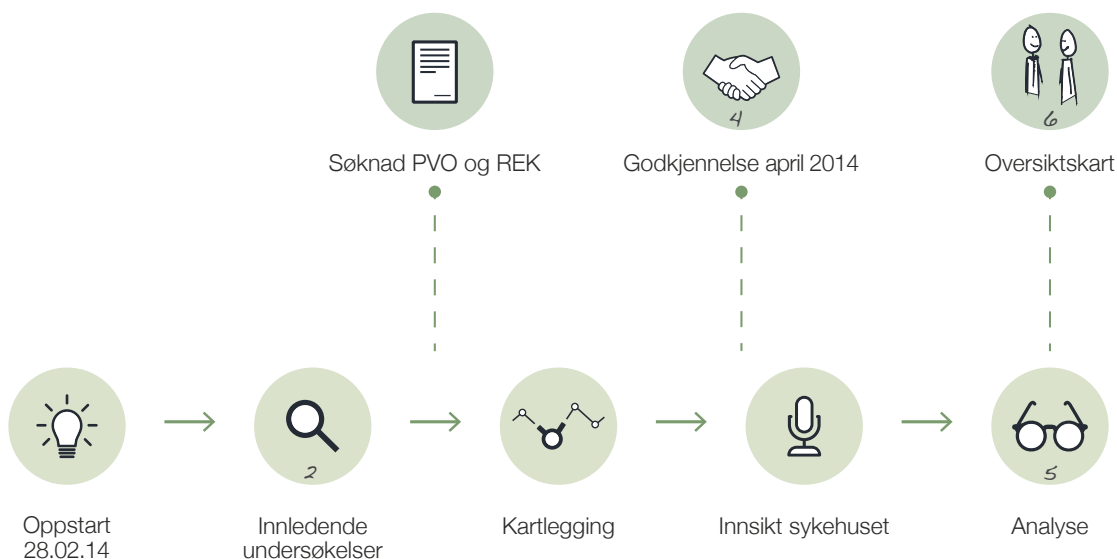 4
6
Søknad PVO og REK
Godkjennelse april 2014
Oversiktskart
2
5
Oppstart
28.02.14
Innledende
undersøkelser
Kartlegging
Innsikt sykehuset
Analyse